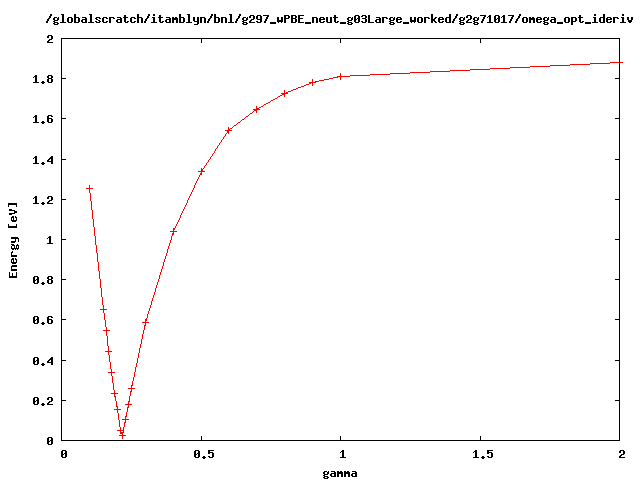 /globalscratch/itamblyn/bnl/g297_wPBE_neut_g03Large_worked/g2g71017/omega_opt_ideriv
2
1.8
1.6
1.4
1.2
1
0.8
0.6
0.4
0.2
0
Energy [eV]
0 0.5 1 1.5 2
gamma